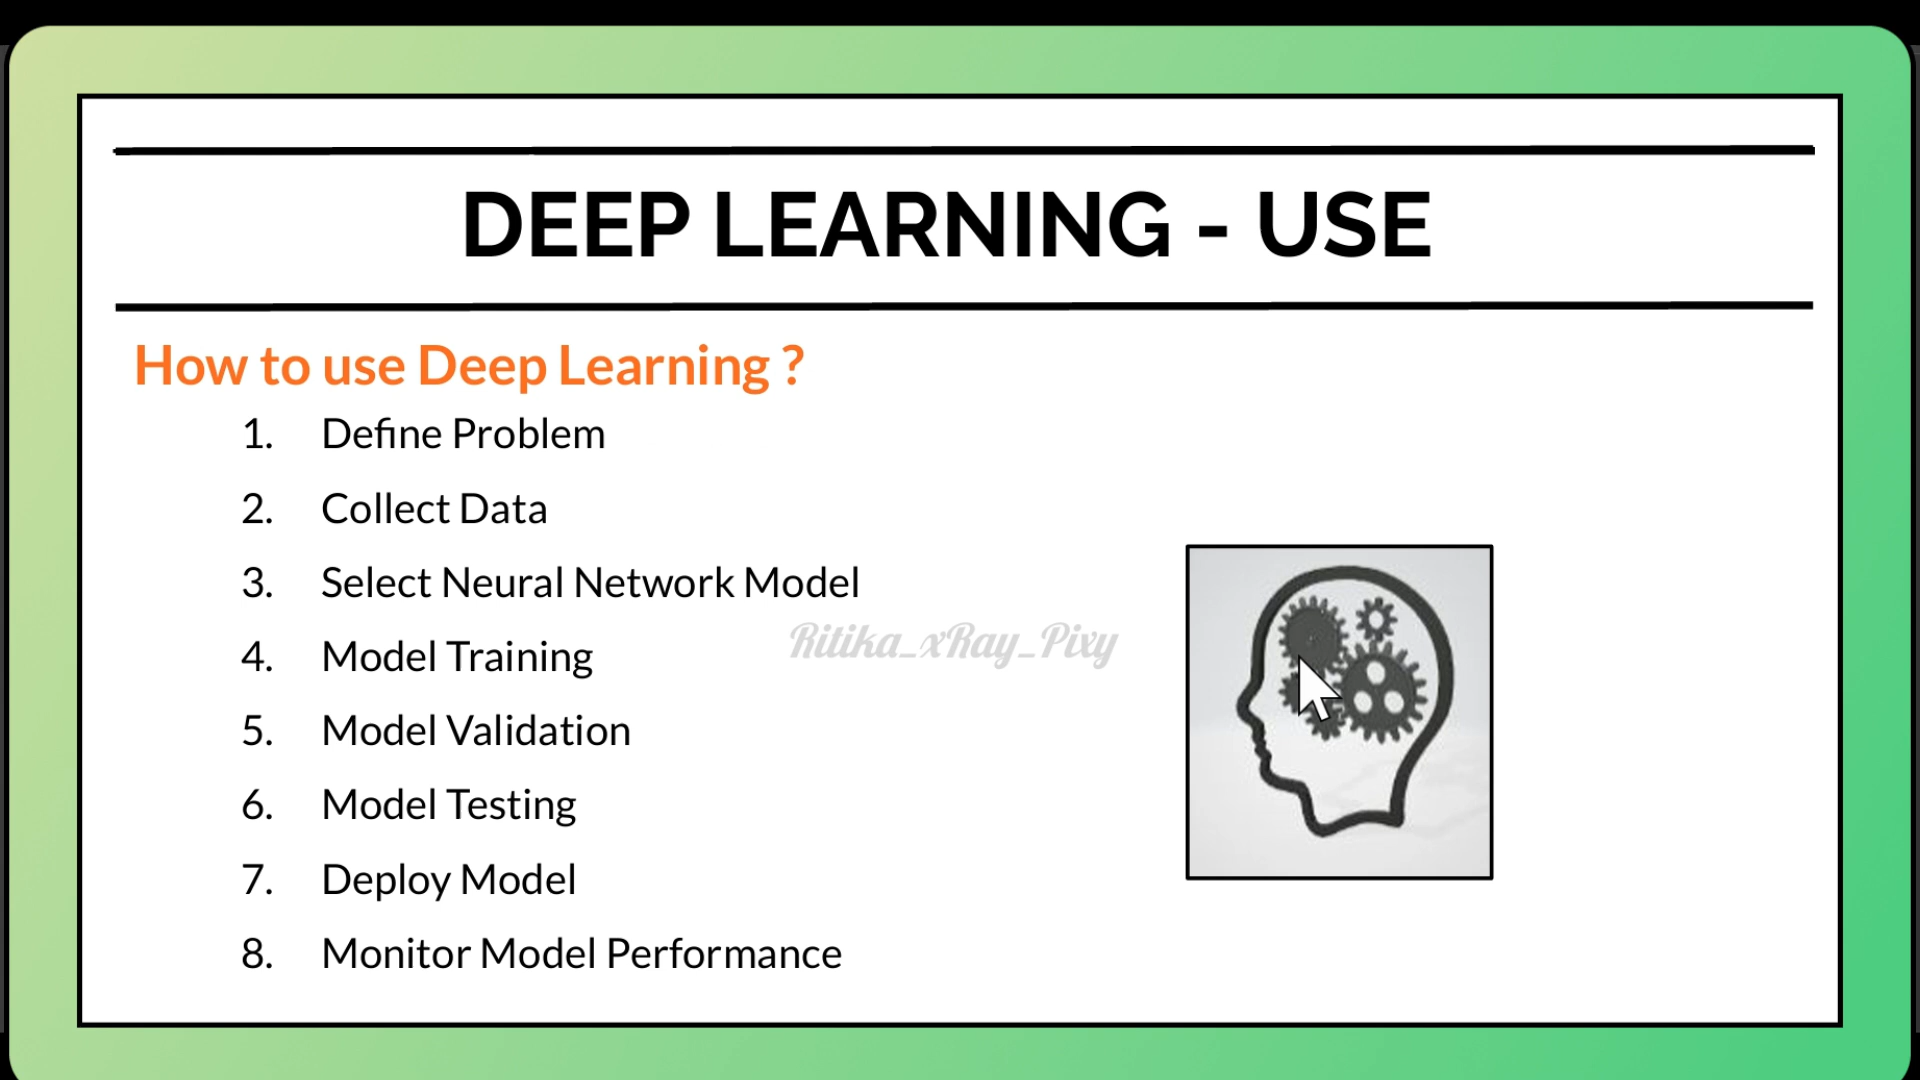 DEEP LEARNING - USE
How to use Deep Learning ?
1. Define Problem
2. Collect Data
3. Select Neural Network Model
Ritika_xRay_Pixy
4. Model Training
5. Model Validation
6. Model Testing
7. Deploy Model
8. Monitor Model Performance